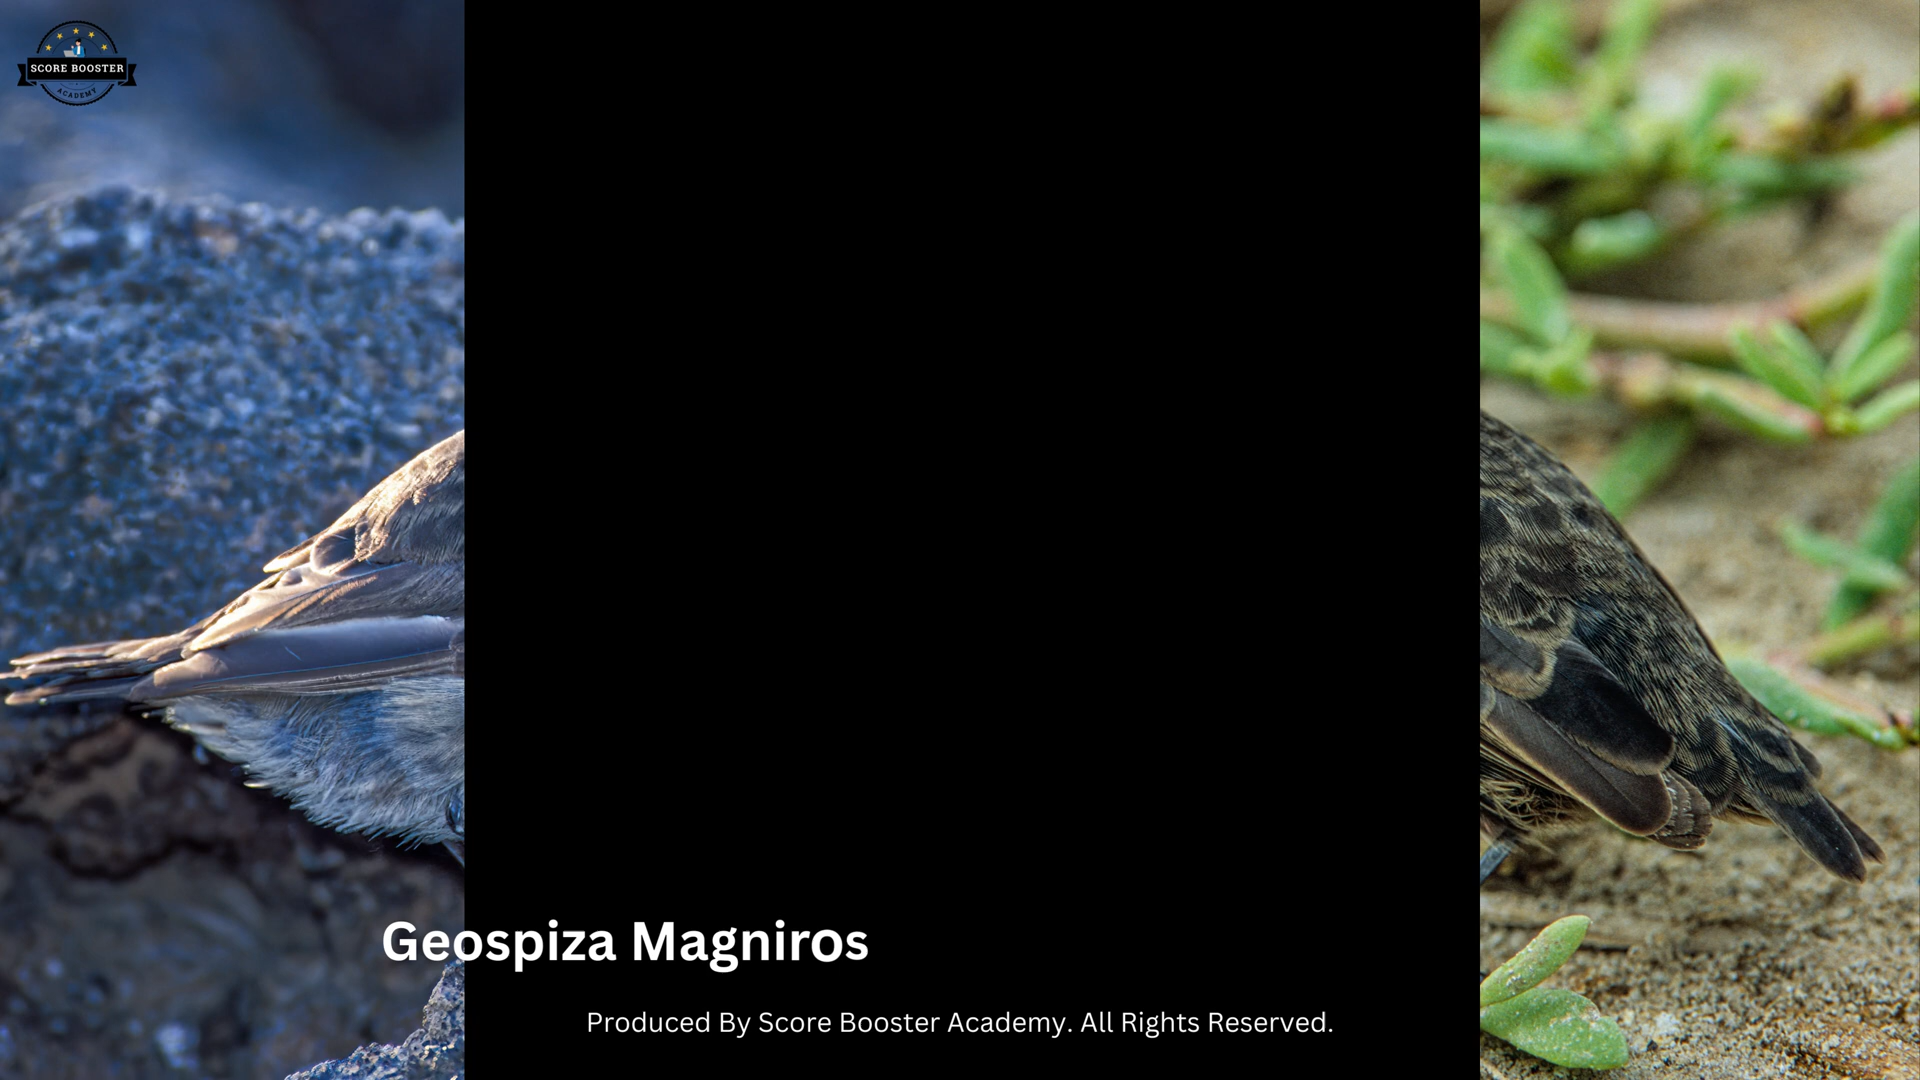 SCORE BOOSTER
ACADEMY
Geospiza Magniros
Produced By Score Booster Academy. All Rights Reserved.